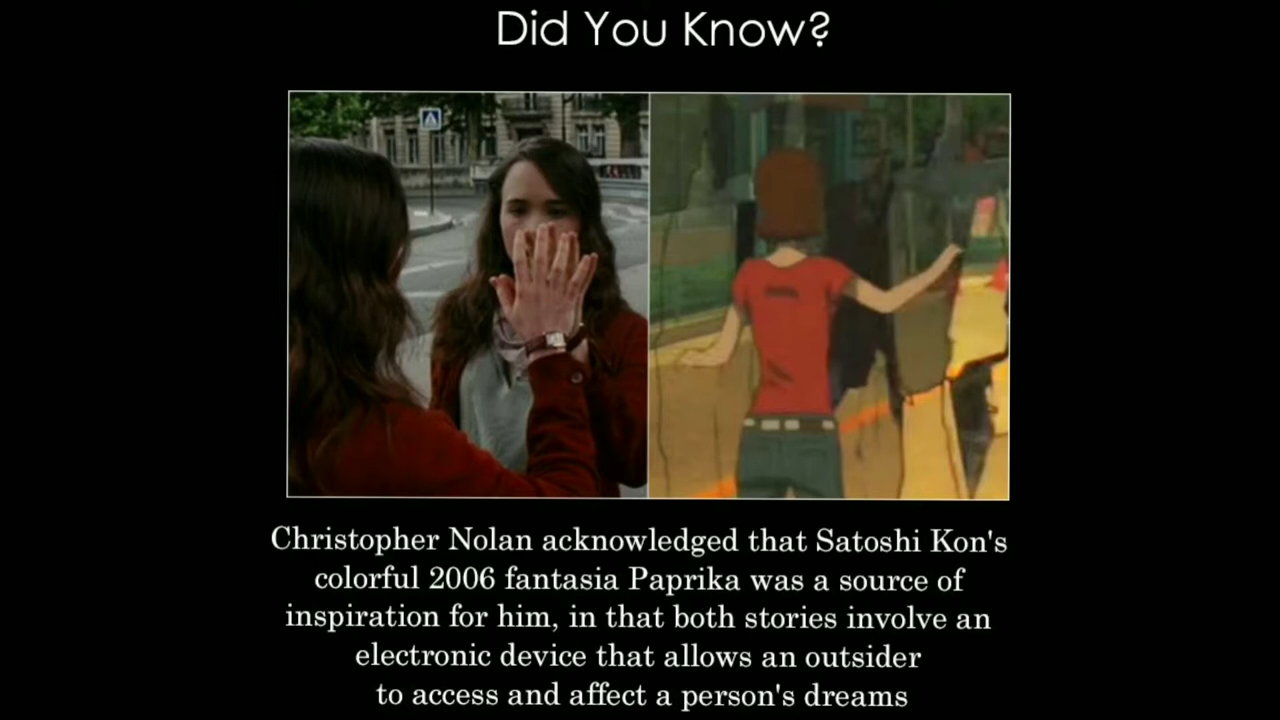 Did You Know?
Christopher Nolan acknowledged that Satoshi Kon's
colorful 2006 fantasia Paprika was a source of
inspiration for him, in that both stories involve an
electronic device that allows an outsider
to access and affect a person's dreams